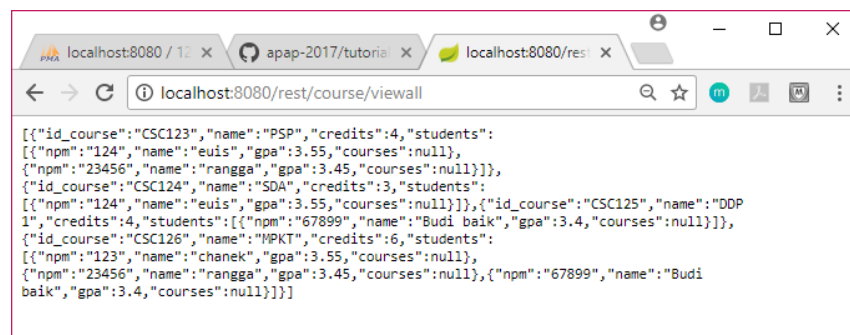 localhost:8080 / 12
apap-2017/tutorial
localhost:8080/res
localhost:8080/rest/course/viewall
[{"id_course":"CSC123","name":"PSP","credits":4,"students":
[{"npm":"124","name":"euis","gpa":3.55,"courses":null},
{"npm":"23456","name":"rangga","gpa":3.45,"courses":null}]},
{"id_course":"CSC124","name":"SDA","credits":3,"students":
[{"npm":"124","name":"euis","gpa":3.55,"courses":null}]},{"id_course":"CSC125","name":"DDP
1","credits":4,"students":[{"npm":"67899","name":"Budi baik","gpa":3.4,"courses":null}]},
{"id_course":"CSC126","name":"MPKT","credits":6,"students":
[{"npm":"123","name":"chanek","gpa":3.55,"courses":null},
{"npm":"23456","name":"rangga","gpa":3.45,"courses":null},{"npm":"67899","name":"Budi
baik","gpa":3.4,"courses":null}]}]